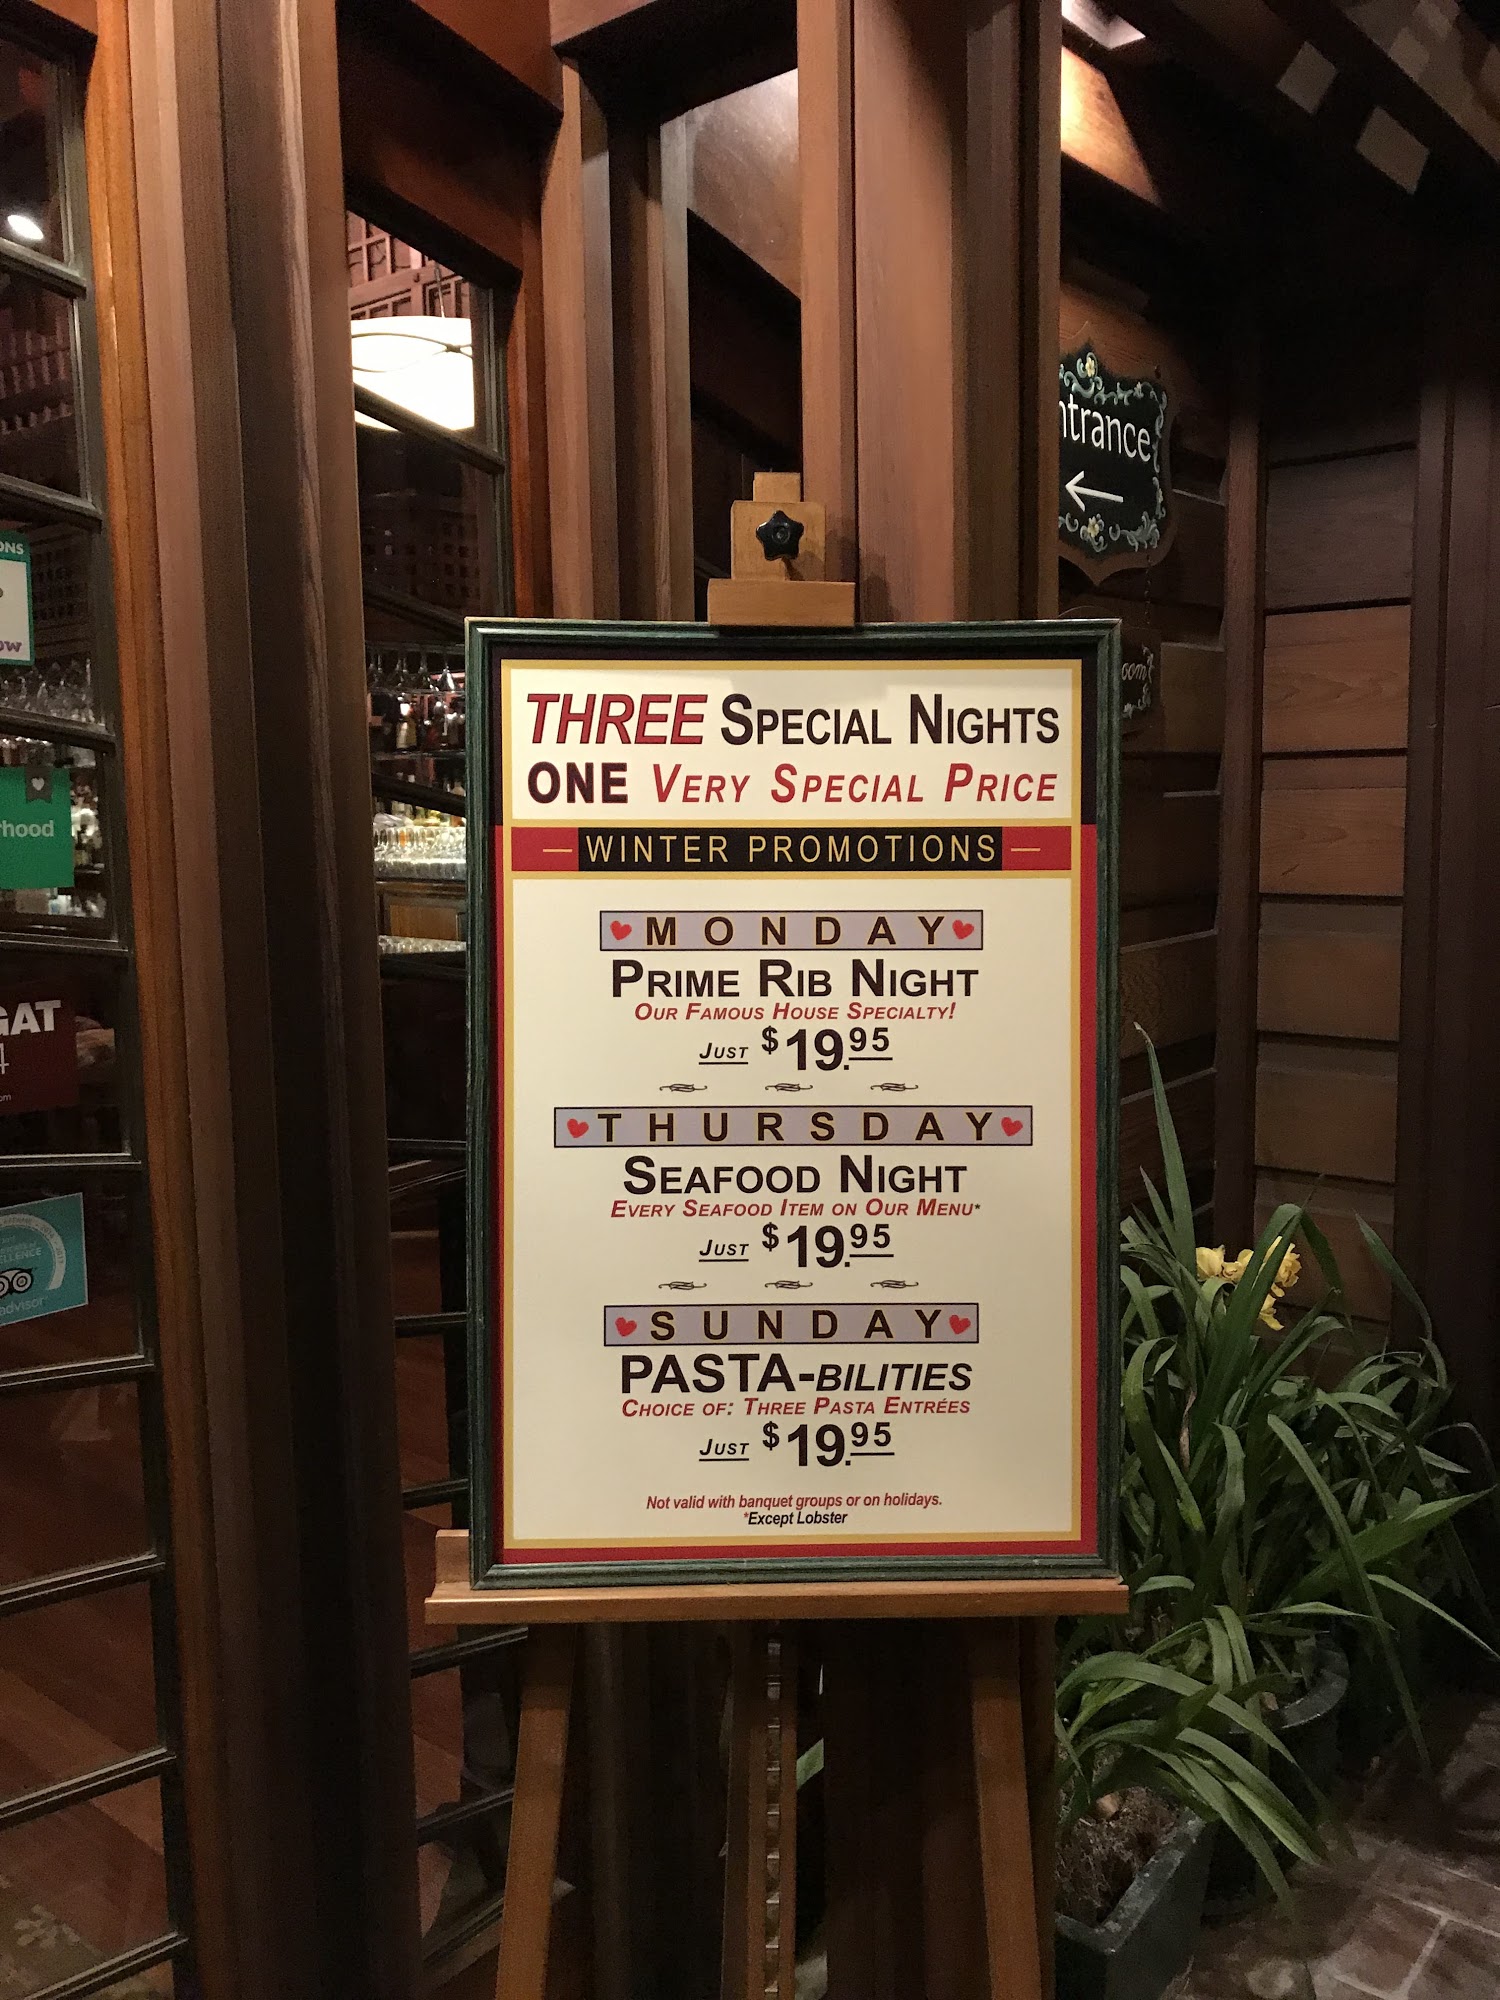 THREE SPECIAL NIGHTS
ONE VERY SPECIAL PRICE
— WINTER PROMOTIONS —
MONDAY
PRIME RIB NIGHT
OUR FAMOUS HOUSE SPECIALTY!
JUST $19.95
THURSDAY
SEAFOOD NIGHT
EVERY SEAFOOD ITEM ON OUR MENU*
JUST $19.95
SUNDAY
PASTA-BILITIES
CHOICE OF: THREE PASTA ENTRÉES
JUST $19.95
Not valid with banquet groups or on holidays.
*Except Lobster
ntrance
←